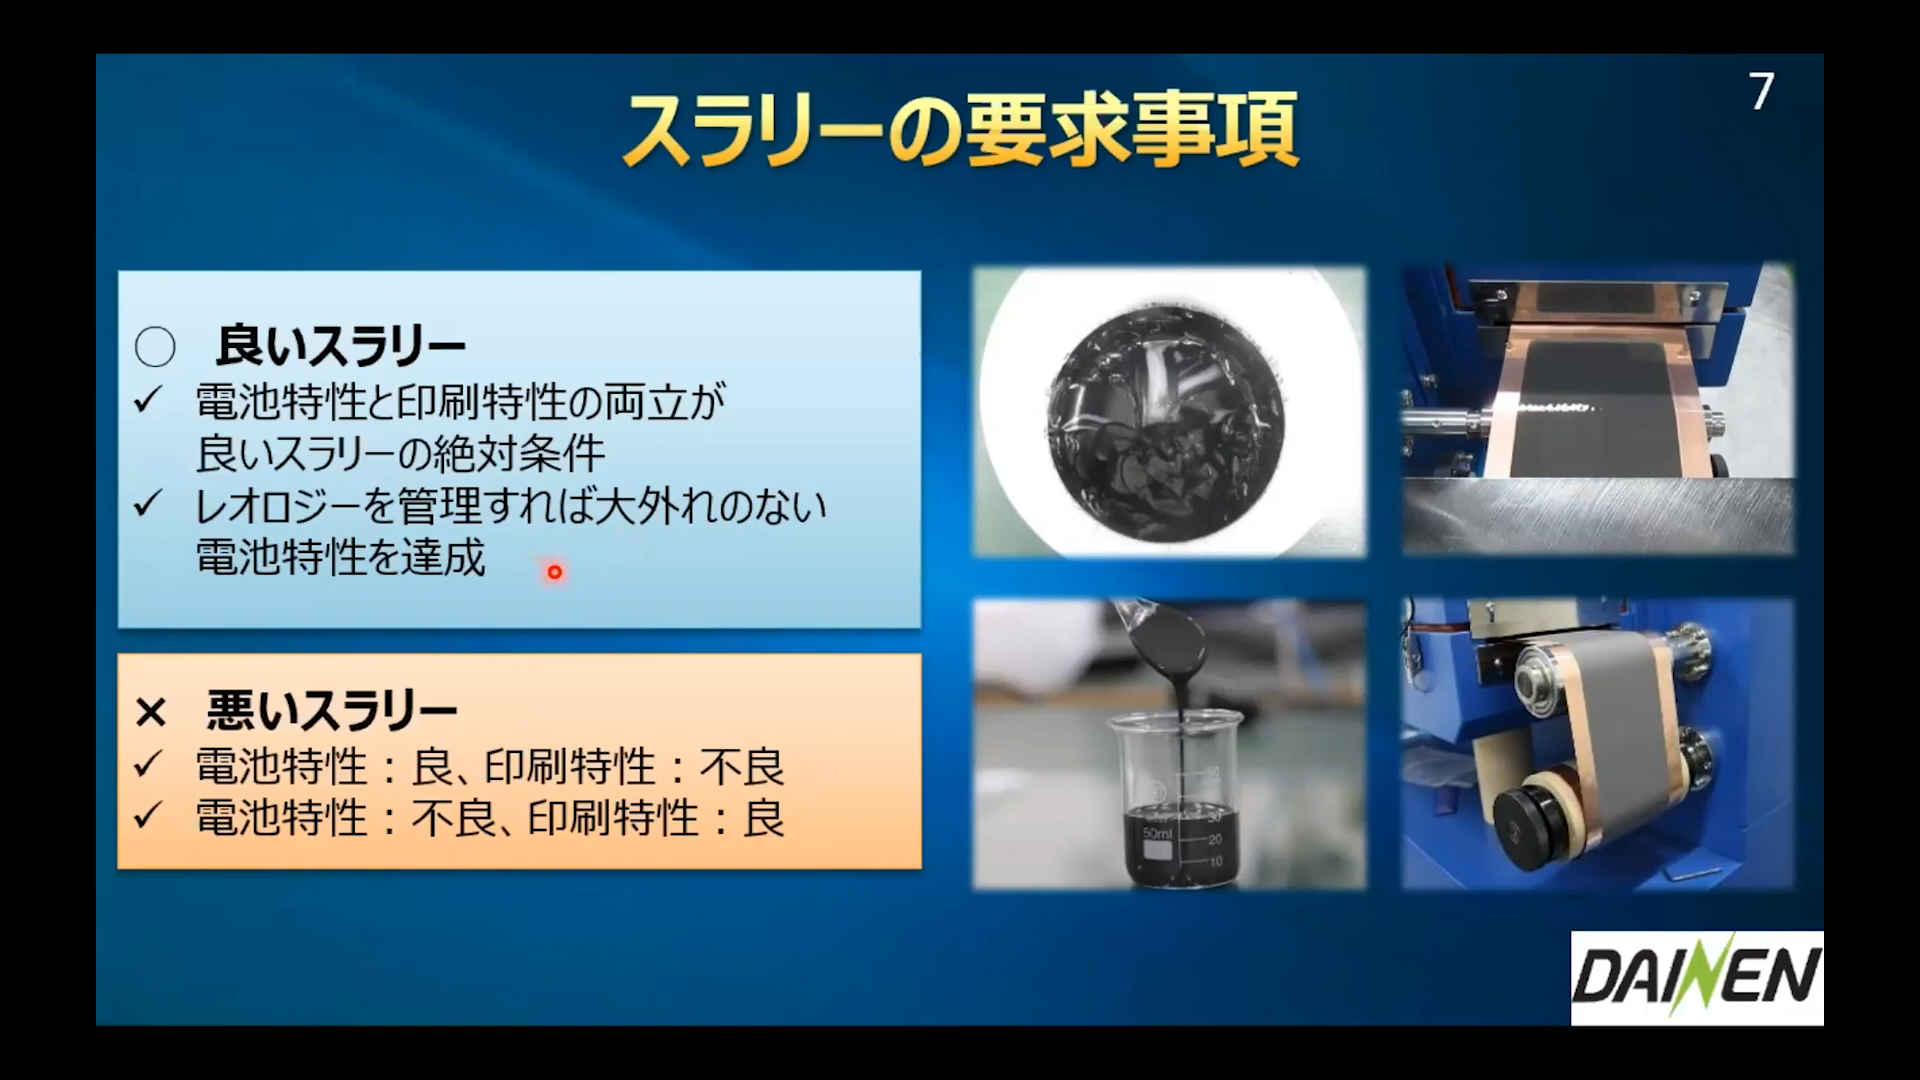 7
スラリーの要求事項
○ 良いスラリー
✓ 電池特性と印刷特性の両立が
良いスラリーの絶対条件
✓ レオロジーを管理すれば大外れのない
電池特性を達成
× 悪いスラリー
✓ 電池特性：良、印刷特性：不良
✓ 電池特性：不良、印刷特性：良
50ml
30
20
10
DAINEN